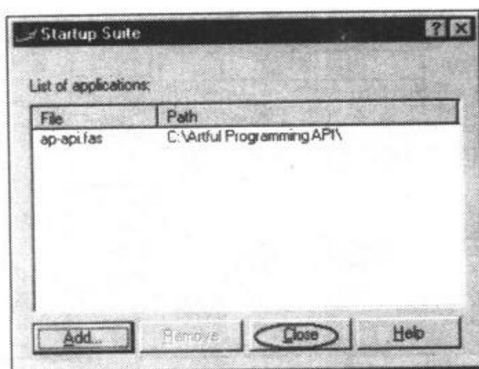 Startup Suite
List of applications:
File Path
ap-api.fas C:\Artful Programming API\
Add... Remove Close Help